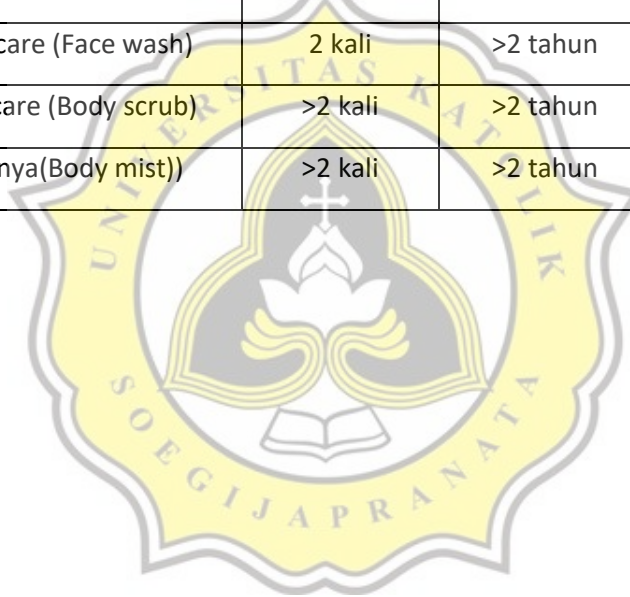 care (Face wash) 2 kali >2 tahun
care (Body scrub) >2 kali >2 tahun
nya(Body mist)) >2 kali >2 tahun
UNIVERSITAS KATOLIK
SOEGIJAPRANATA